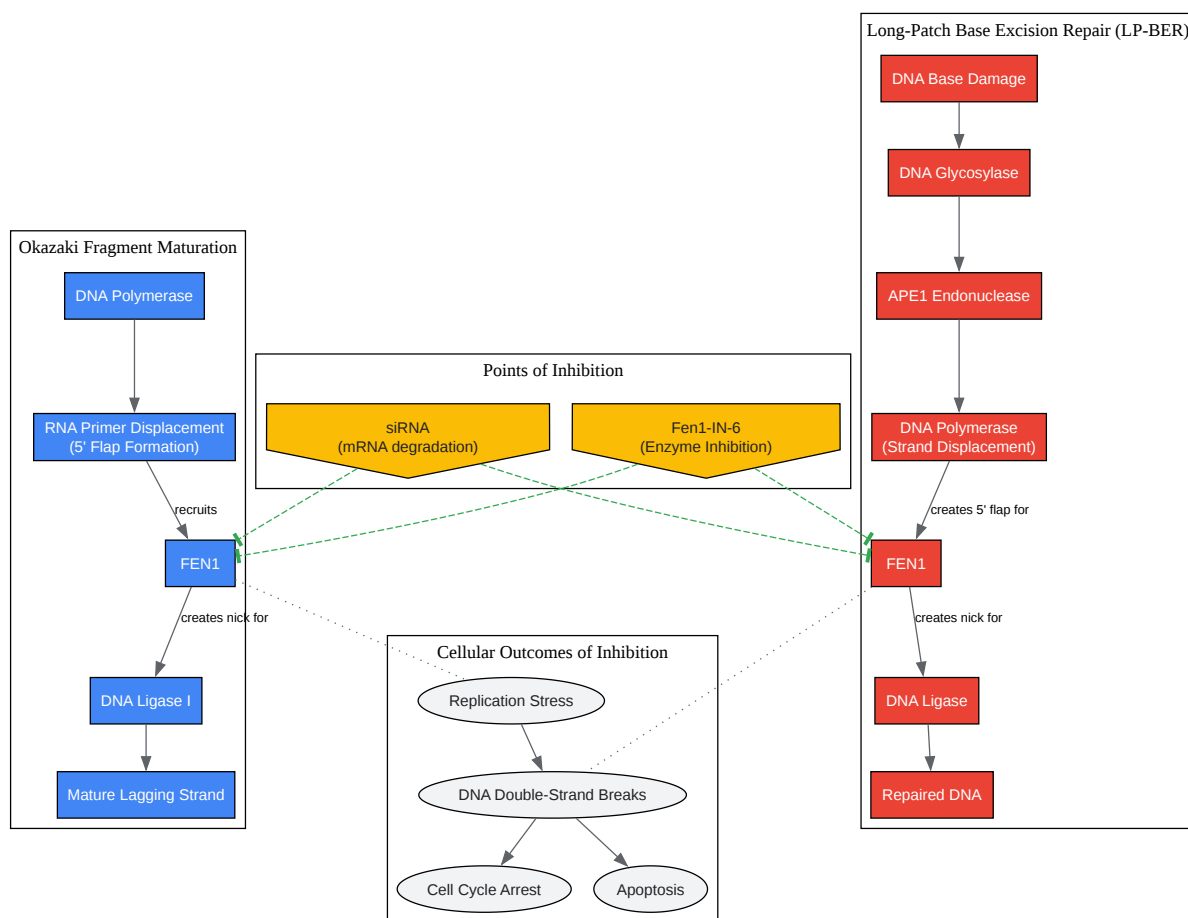 Long-Patch Base Excision Repair (LP-BER)
DNA Base Damage
DNA Glycosylase
APE1 Endonuclease
DNA Polymerase
(Strand Displacement)
creates 5' flap for
FEN1
creates nick for
DNA Ligase
Repaired DNA
Okazaki Fragment Maturation
DNA Polymerase
RNA Primer Displacement
(5' Flap Formation)
recruits
FEN1
creates nick for
DNA Ligase I
Mature Lagging Strand
Points of Inhibition
siRNA
(mRNA degradation)
Fen1-IN-6
(Enzyme Inhibition)
Cellular Outcomes of Inhibition
Replication Stress
DNA Double-Strand Breaks
Cell Cycle Arrest
Apoptosis